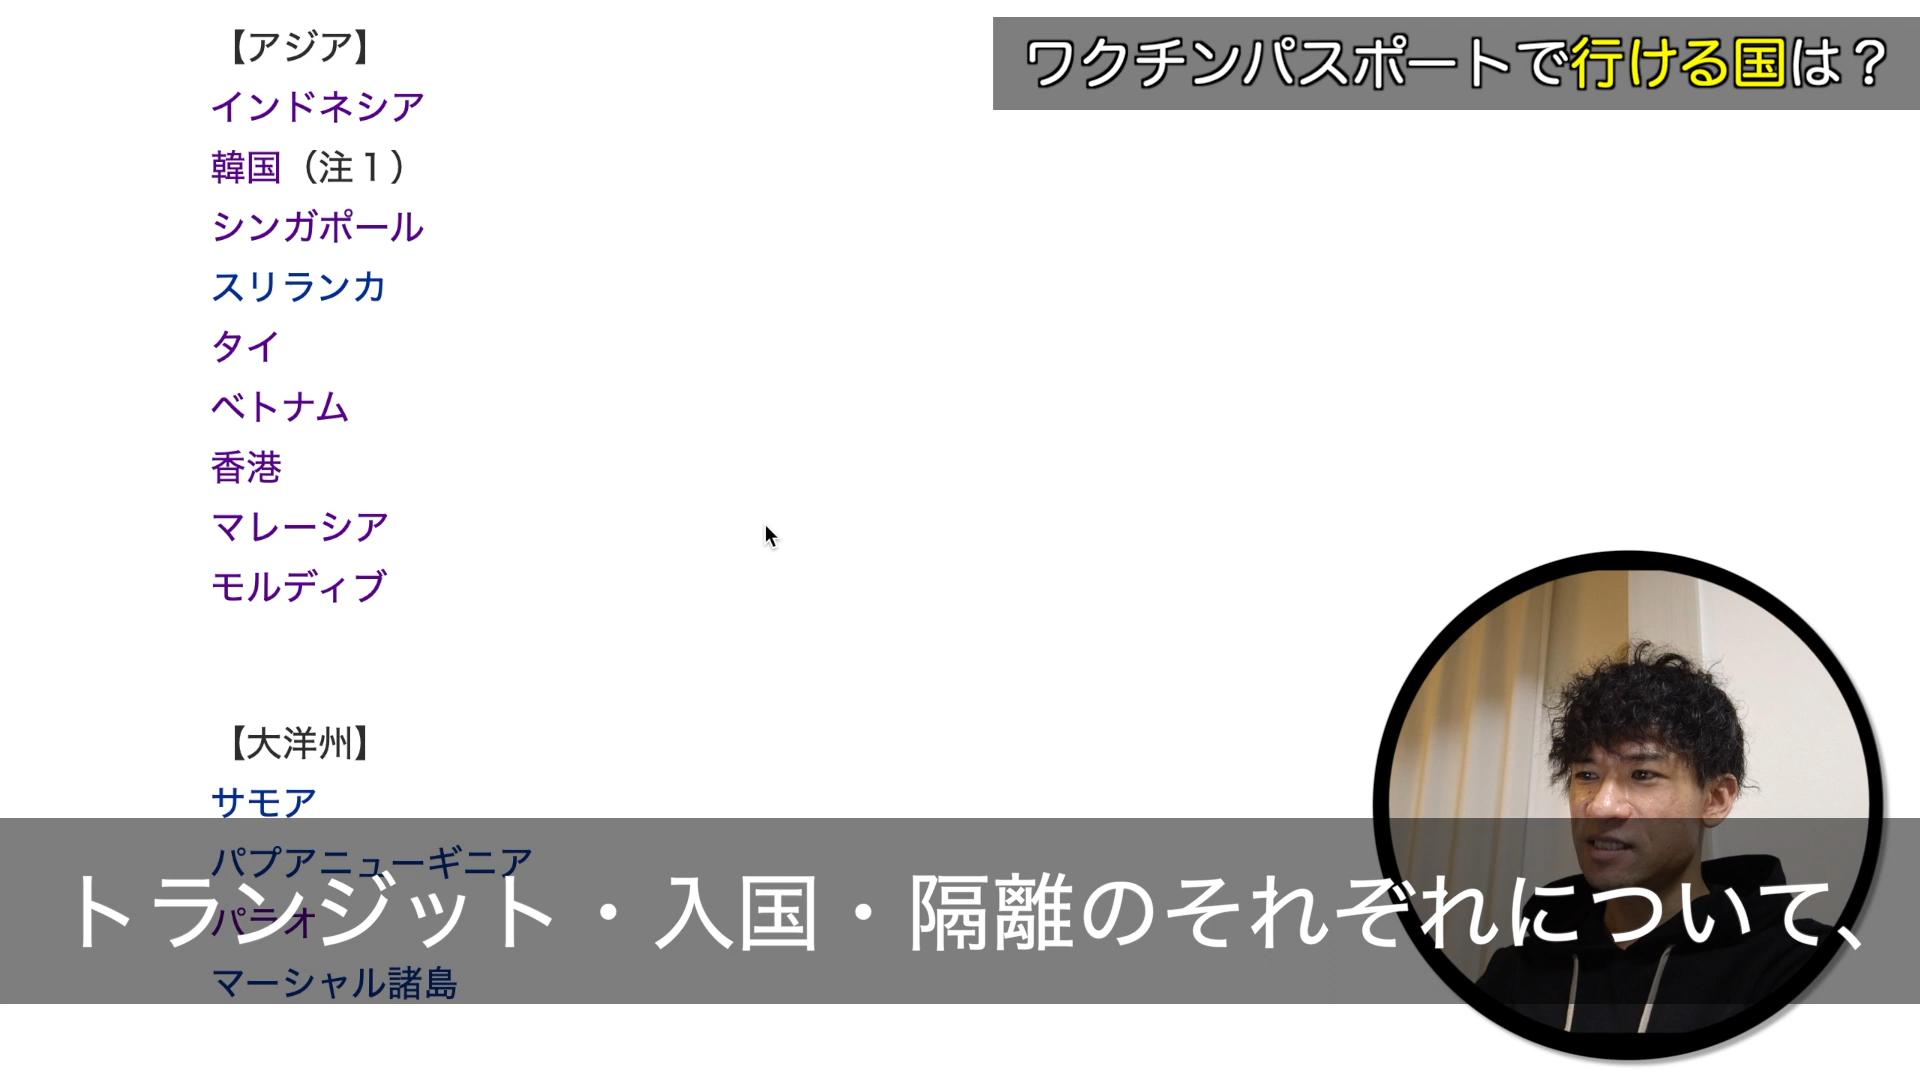 【アジア】
ワクチンパスポートで行ける国は？
インドネシア
韓国（注１）
シンガポール
スリランカ
タイ
ベトナム
香港
マレーシア
モルディブ
【大洋州】
サモア
パプアニューギニア
パラオ
トランジット・入国・隔離のそれぞれについて、
マーシャル諸島